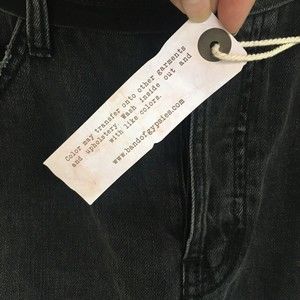 Color may transfer onto other garments
and upholstery. Wash inside out and
with like colors.
www.bandofgypsies.com